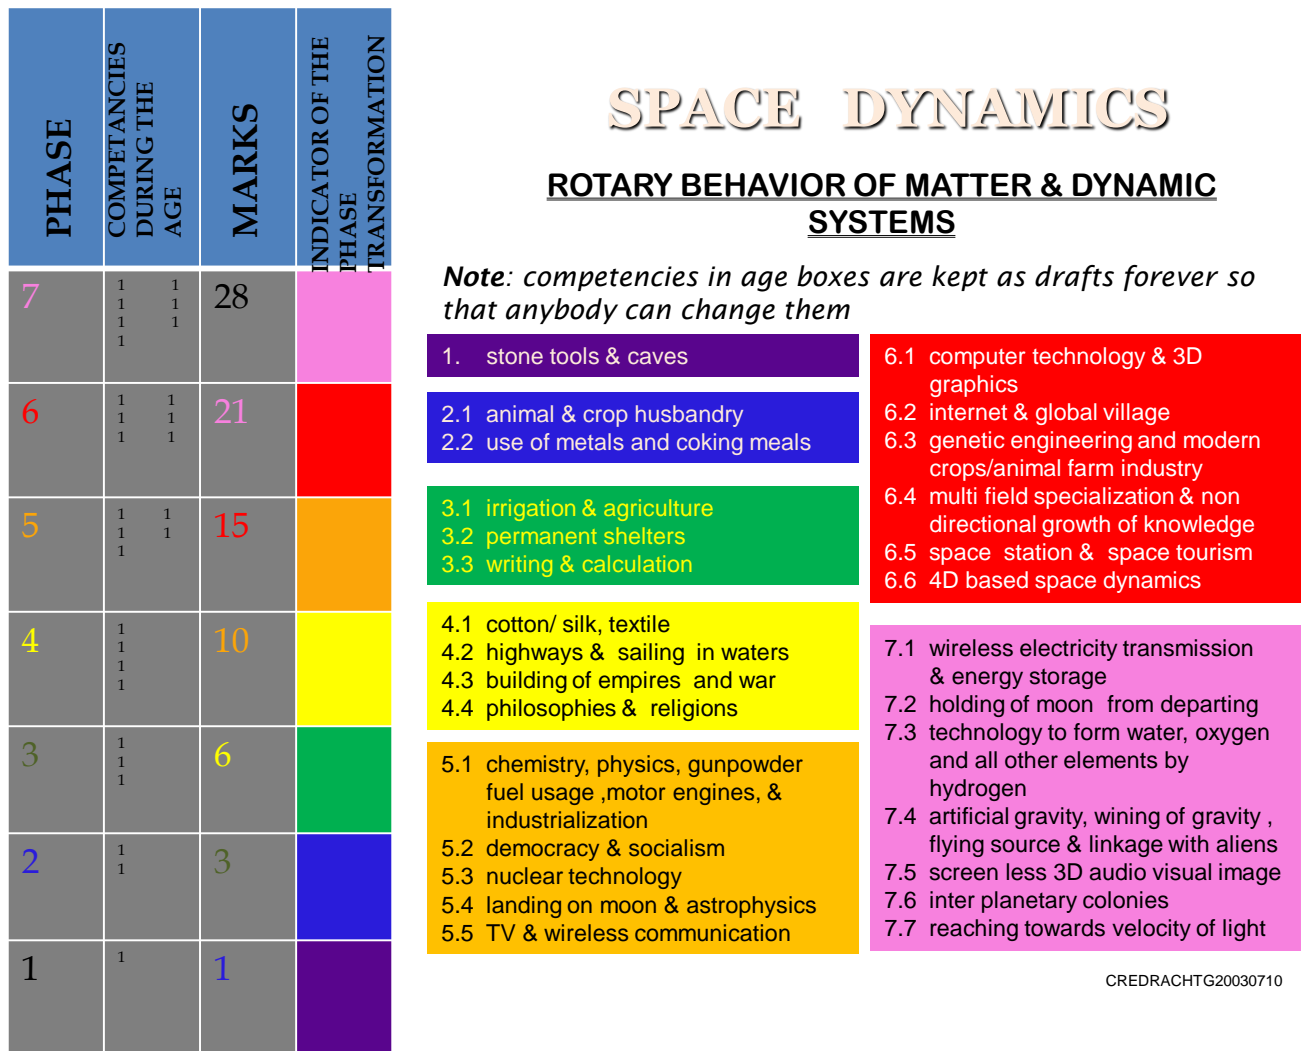 PHASE
COMPETANCIES
DURING THE
AGE
MARKS
INDICATOR OF THE
PHASE
TRANSFORMATION
7
1 1
1 1
1 1
1
28
6
1 1
1 1
1 1
21
5
1 1
1 1
1
15
4
1
1
1
1
10
3
1
1
1
6
2
1
1
3
1
1
1
SPACE DYNAMICS
ROTARY BEHAVIOR OF MATTER & DYNAMIC
SYSTEMS
Note: competencies in age boxes are kept as drafts forever so
that anybody can change them
1. stone tools & caves
2.1 animal & crop husbandry
2.2 use of metals and coking meals
3.1 irrigation & agriculture
3.2 permanent shelters
3.3 writing & calculation
4.1 cotton/ silk, textile
4.2 highways & sailing in waters
4.3 building of empires and war
4.4 philosophies & religions
5.1 chemistry, physics, gunpowder
fuel usage ,motor engines, &
industrialization
5.2 democracy & socialism
5.3 nuclear technology
5.4 landing on moon & astrophysics
5.5 TV & wireless communication
6.1 computer technology & 3D
graphics
6.2 internet & global village
6.3 genetic engineering and modern
crops/animal farm industry
6.4 multi field specialization & non
directional growth of knowledge
6.5 space station & space tourism
6.6 4D based space dynamics
7.1 wireless electricity transmission
& energy storage
7.2 holding of moon from departing
7.3 technology to form water, oxygen
and all other elements by
hydrogen
7.4 artificial gravity, wining of gravity ,
flying source & linkage with aliens
7.5 screen less 3D audio visual image
7.6 inter planetary colonies
7.7 reaching towards velocity of light
CREDRACHTG20030710